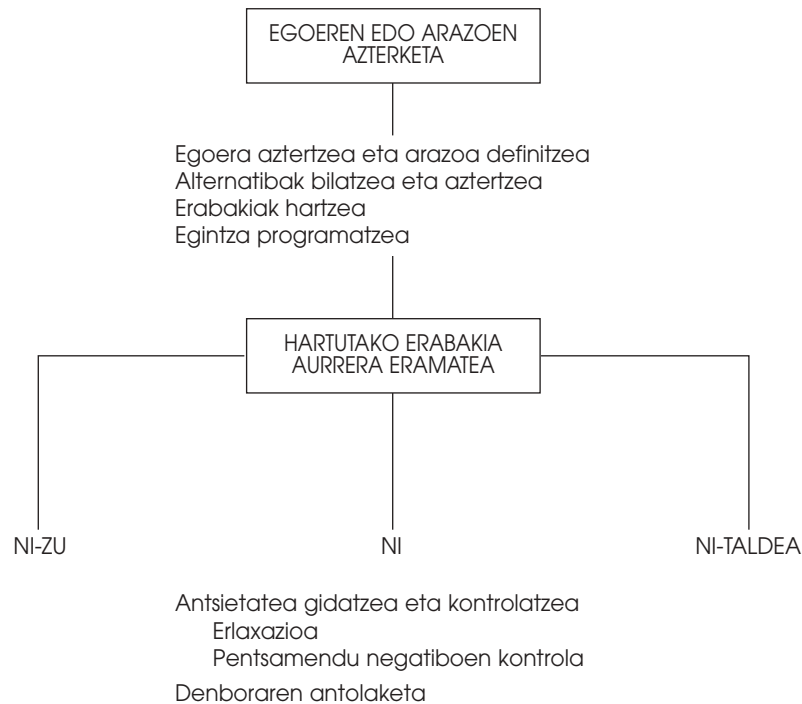 EGOEREN EDO ARAZOEN
AZTERKETA
Egoera aztertzea eta arazoa definitzea
Alternatibak bilatzea eta aztertzea
Erabakiak hartzea
Egintza programatzea
HARTUTAKO ERABAKIA
AURRERA ERAMATEA
NI-ZU
NI
NI-TALDEA
Antsietatea gidatzea eta kontrolatzea
Erlaxazioa
Pentsamendu negatiboen kontrola
Denboraren antolaketa